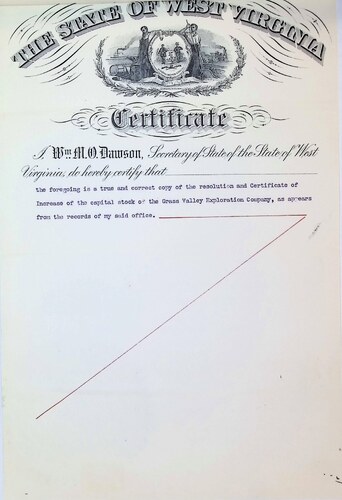 THE STATE OF WEST VIRGINIA
Certificate
I, Wm. M. O. Dawson, Secretary of State of the State of West
Virginia, do hereby certify that
the foregoing is a true and correct copy of the resolution and Certificate of
Increase of the capital stock of the Grass Valley Exploration Company, as appears
from the records of my said office.